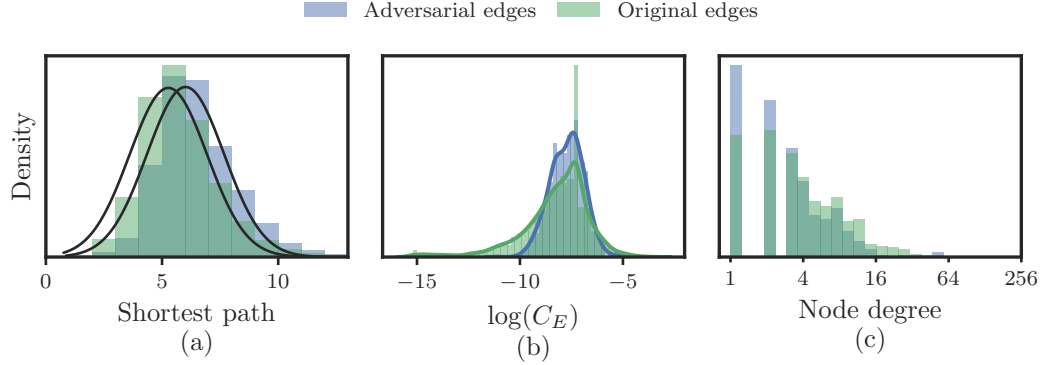 Adversarial edges Original edges
Density
0 5 10
Shortest path
(a)
−15 −10 −5
log(C_E)
(b)
1 4 16 64 256
Node degree
(c)